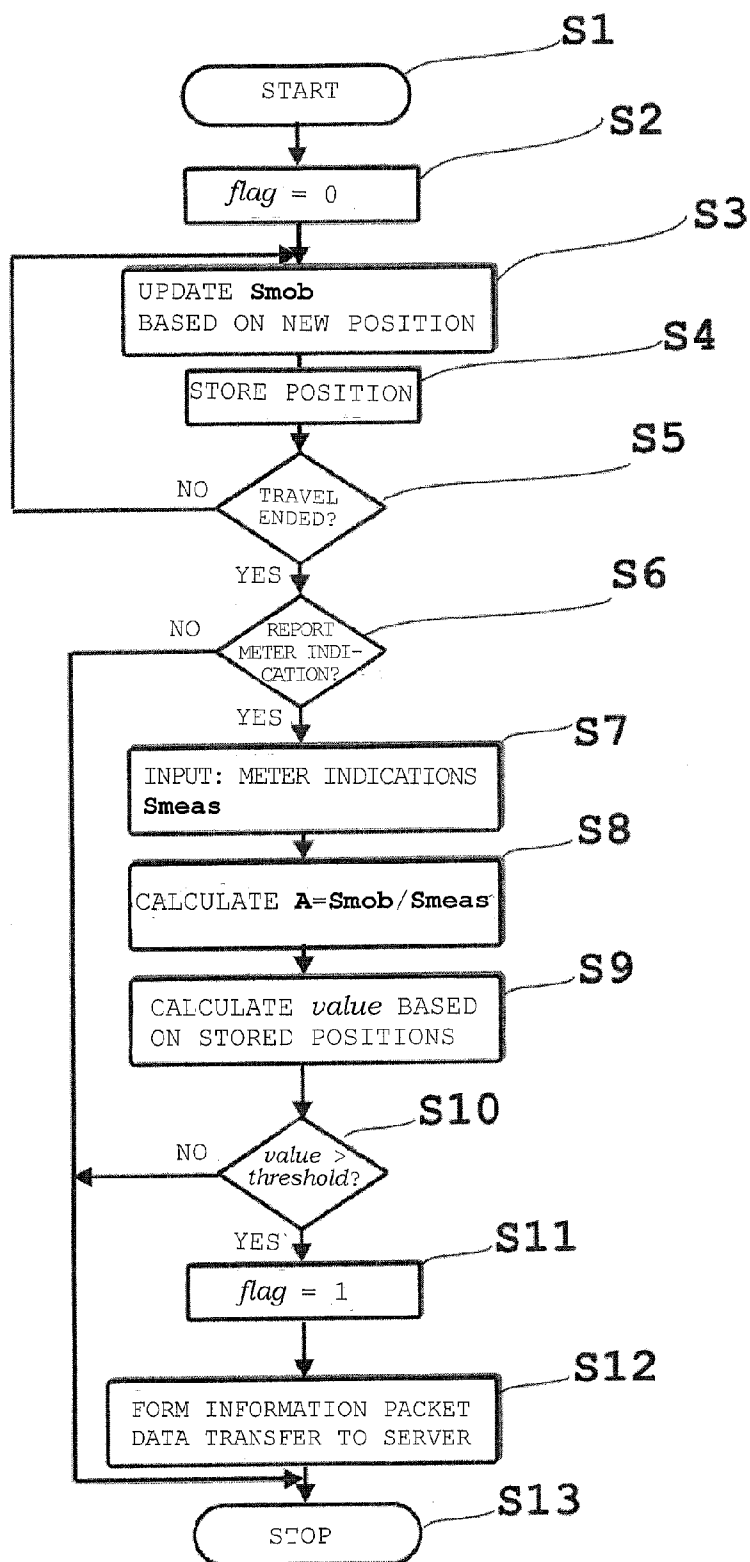 S1
START
S2
flag = 0
S3
UPDATE Smob
BASED ON NEW POSITION
S4
STORE POSITION
S5
NO
TRAVEL
ENDED?
YES
S6
NO
REPORT
METER INDI-
CATION?
YES
S7
INPUT: METER INDICATIONS
Smeas
S8
CALCULATE A=Smob/Smeas
S9
CALCULATE value BASED
ON STORED POSITIONS
S10
NO
value >
threshold?
YES
S11
flag = 1
S12
FORM INFORMATION PACKET
DATA TRANSFER TO SERVER
S13
STOP